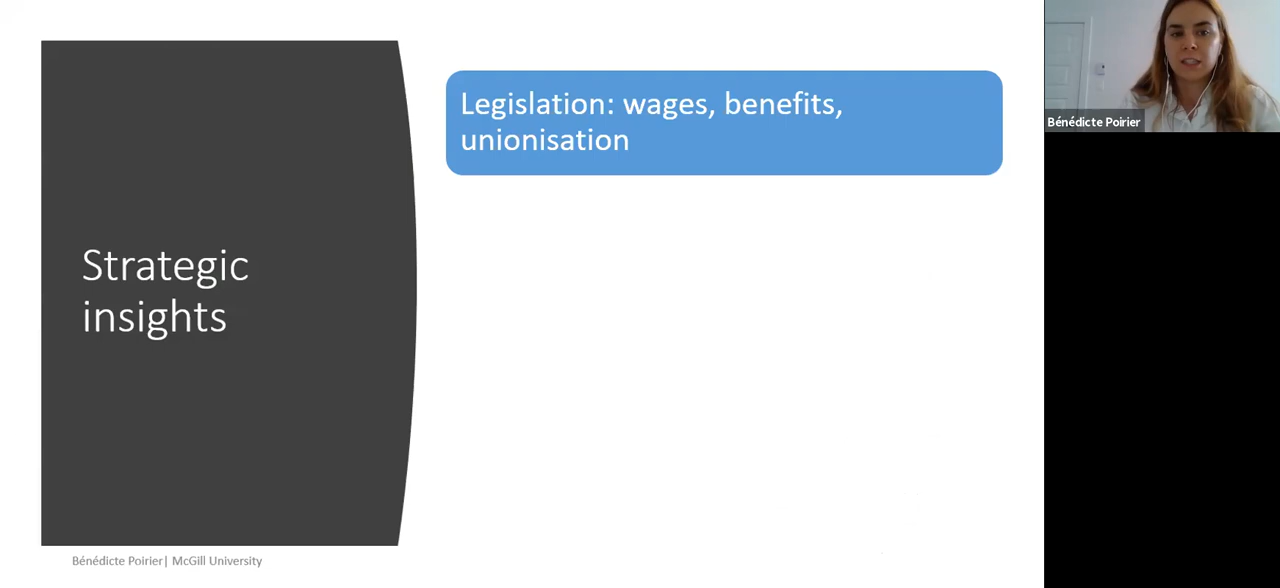 Strategic
insights
Legislation: wages, benefits,
unionisation
Bénédicte Poirier
Bénédicte Poirier| McGill University